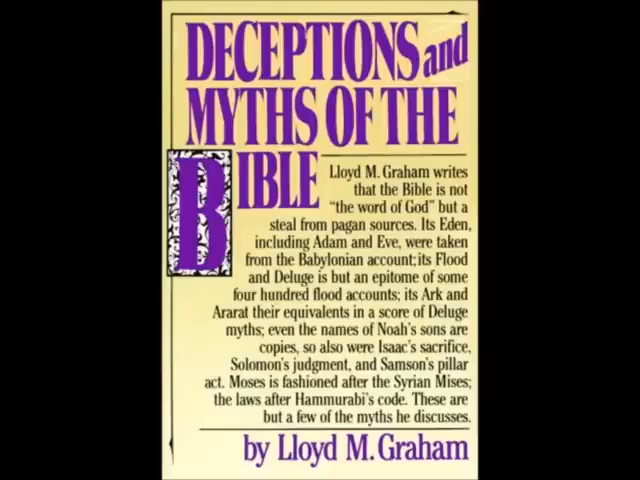 DECEPTIONS and
MYTHS OF THE
BIBLE
Lloyd M. Graham writes
that the Bible is not
“the word of God” but a
steal from pagan sources. Its Eden,
including Adam and Eve, were taken
from the Babylonian account; its Flood
and Deluge is but an epitome of some
four hundred flood accounts; its Ark and
Ararat their equivalents in a score of Deluge
myths; even the names of Noah's sons are
copies, so also were Isaac's sacrifice,
Solomon's judgment, and Samson's pillar
act. Moses is fashioned after the Syrian Mises;
the laws after Hammurabi's code. These are
but a few of the myths he discusses.
by Lloyd M. Graham